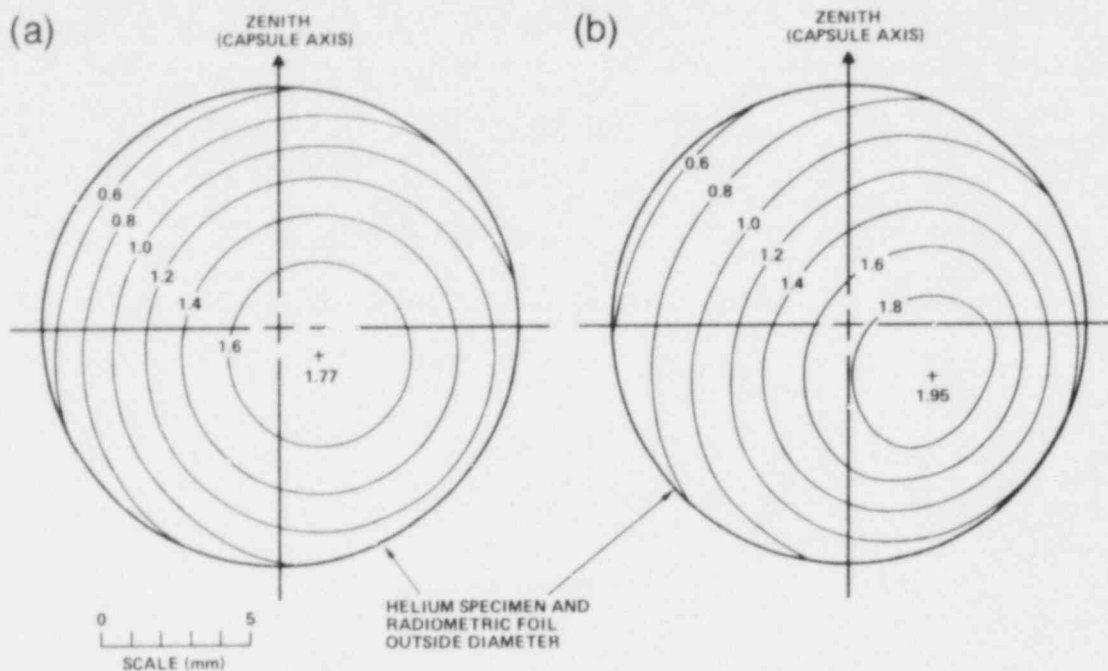 (a)
ZENITH
(CAPSULE AXIS)
0.6
0.8
1.0
1.2
1.4
1.6
+
1.77
(b)
ZENITH
(CAPSULE AXIS)
0.6
0.8
1.0
1.2
1.4
1.6
1.8
+
1.95
0 5
SCALE (mm)
HELIUM SPECIMEN AND
RADIOMETRIC FOIL
OUTSIDE DIAMETER